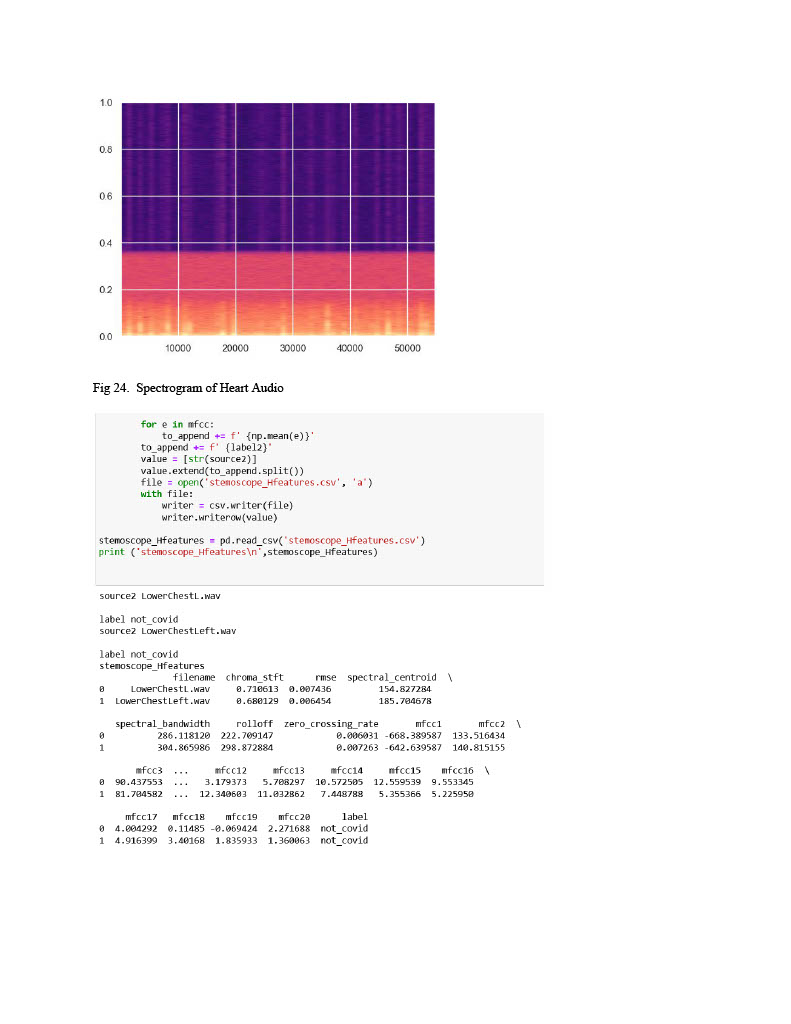 1.0
0.8
0.6
0.4
0.2
0.0
10000 20000 30000 40000 50000
Fig 24. Spectrogram of Heart Audio
for e in mfcc:
to_append += f' {np.mean(e)}'
to_append += f' {label2}'
value = [str(source2)]
value.extend(to_append.split())
file = open('stemoscope_Hfeatures.csv', 'a')
with file:
writer = csv.writer(file)
writer.writerow(value)
stemoscope_Hfeatures = pd.read_csv('stemoscope_Hfeatures.csv')
print ('stemoscope_Hfeatures\n',stemoscope_Hfeatures)
source2 LowerChestL.wav
label not_covid
source2 LowerChestLeft.wav
label not_covid
stemoscope_Hfeatures
filename chroma_stft rmse spectral_centroid \
0 LowerChestL.wav 0.710613 0.007436 154.827284
1 LowerChestLeft.wav 0.680129 0.006454 185.704678
spectral_bandwidth rolloff zero_crossing_rate mfcc1 mfcc2 \
0 286.118120 222.709147 0.006031 -668.389587 133.516434
1 304.865986 298.872884 0.007263 -642.639587 140.815155
mfcc3 ... mfcc12 mfcc13 mfcc14 mfcc15 mfcc16 \
0 90.437553 ... 3.179373 5.708297 10.572505 12.559539 9.553345
1 81.704582 ... 12.340603 11.032862 7.448788 5.355366 5.225950
mfcc17 mfcc18 mfcc19 mfcc20 label
0 4.004292 0.11485 -0.069424 2.271688 not_covid
1 4.916399 3.40168 1.835933 1.360063 not_covid